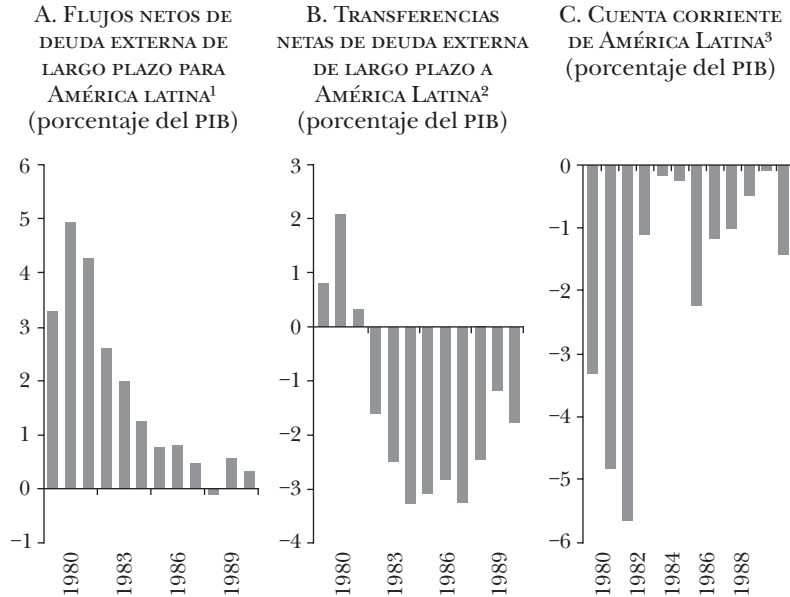 A. Flujos netos de
deuda externa de
largo plazo para
América latina¹
(porcentaje del PIB)
6
5
4
3
2
1
0
−1
1980
1983
1986
1989
B. Transferencias
netas de deuda externa
de largo plazo a
América Latina²
(porcentaje del PIB)
3
2
1
0
−1
−2
−3
−4
1980
1983
1986
1989
C. Cuenta corriente
de América Latina³
(porcentaje del PIB)
0
−1
−2
−3
−4
−5
−6
1980
1982
1984
1986
1988